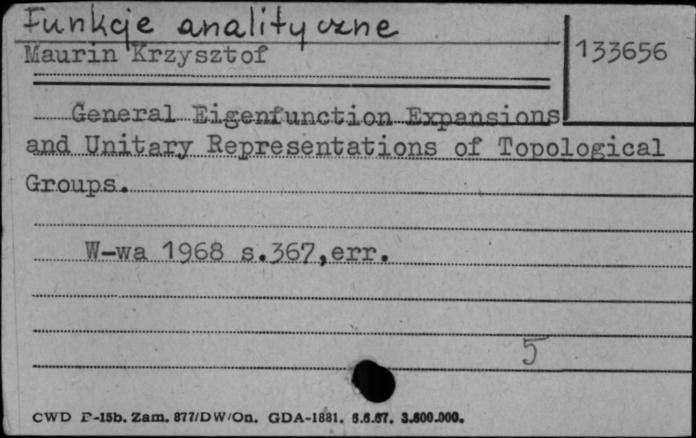 Funkcje analityczne
Maurin Krzysztof
133656
General Eigenfunction Expansions
and Unitary Representations of Topological
Groups.
W-wa 1968 s.367,err.
5
CWD P-15b. Zam. 877/DW/On. GDA-1881. 6.6.67. 3.600.000.